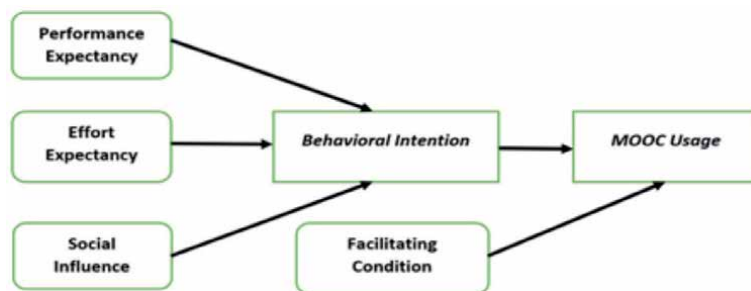 Performance
Expectancy
Effort
Expectancy
Behavioral Intention
MOOC Usage
Social
Influence
Facilitating
Condition